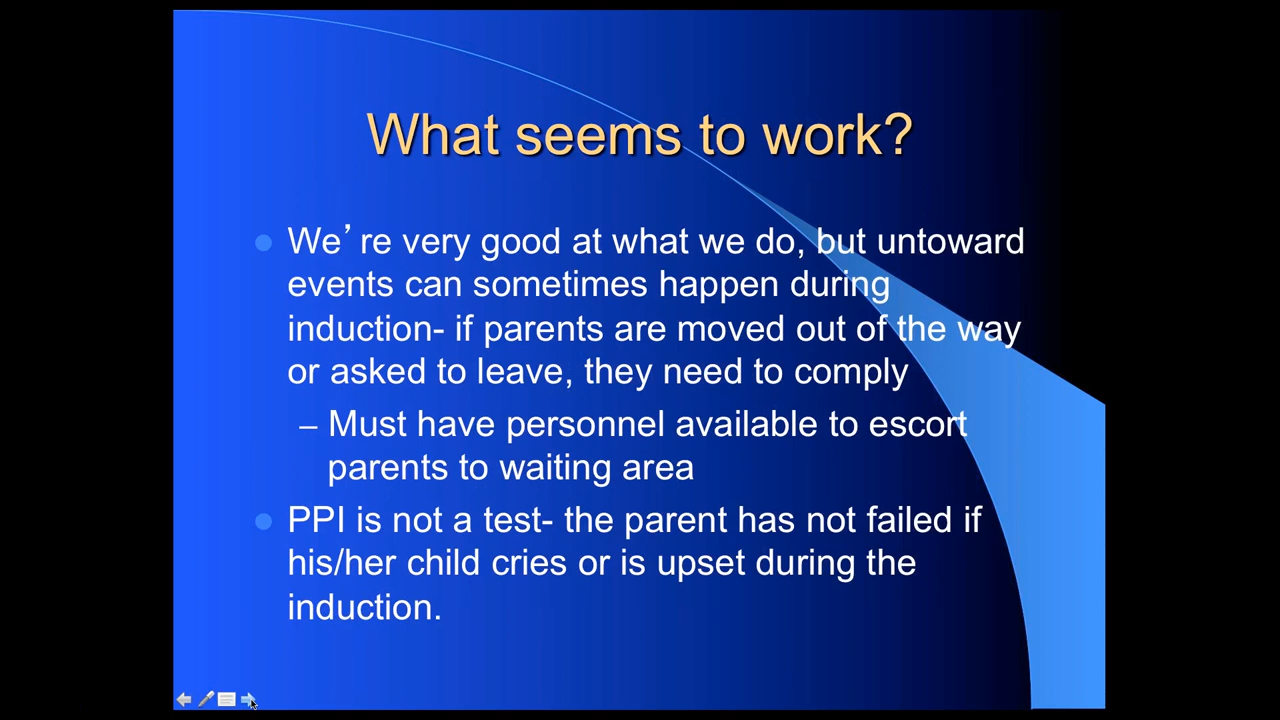 What seems to work?
We’re very good at what we do, but untoward
events can sometimes happen during
induction- if parents are moved out of the way
or asked to leave, they need to comply
– Must have personnel available to escort
parents to waiting area
PPI is not a test- the parent has not failed if
his/her child cries or is upset during the
induction.